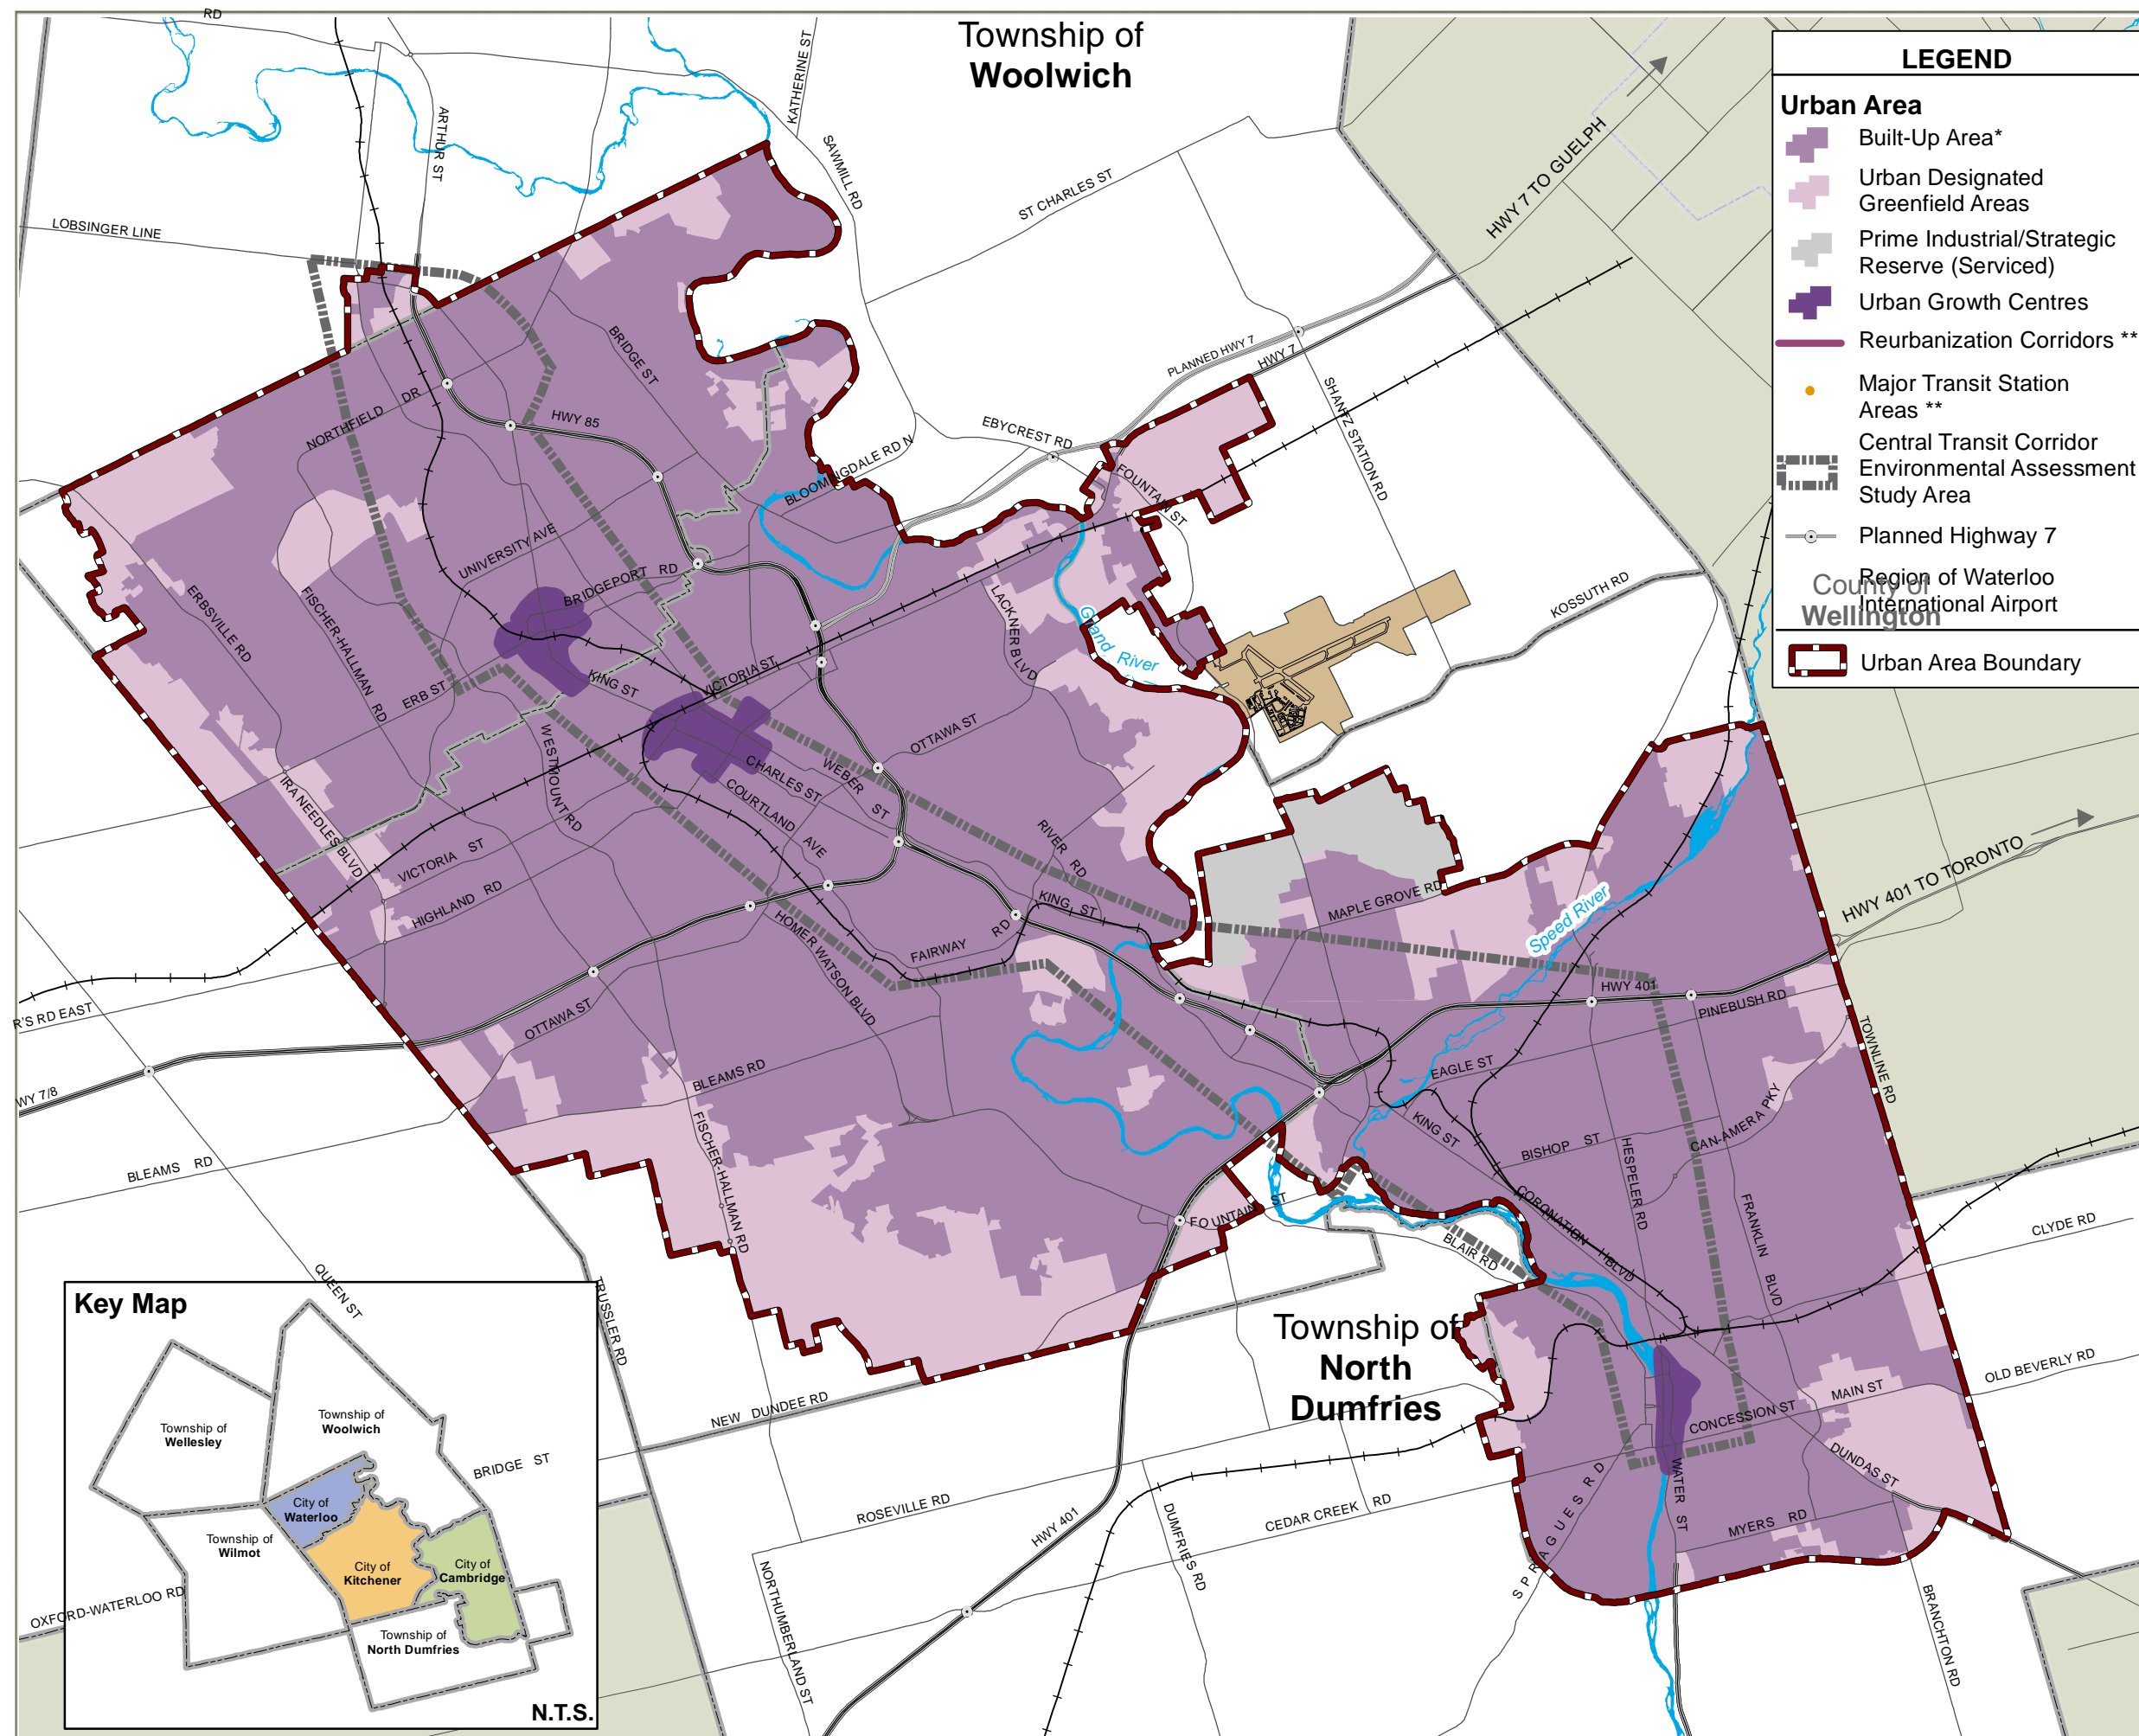 RD
Township of
Woolwich
KATHERINE ST
ARTHUR ST
SAWMILL RD
LOBSINGER LINE
ST CHARLES ST
HWY 7 TO GUELPH
LEGEND
Urban Area
Built-Up Area*
Urban Designated
Greenfield Areas
Prime Industrial/Strategic
Reserve (Serviced)
Urban Growth Centres
Reurbanization Corridors **
Major Transit Station
Areas **
Central Transit Corridor
Environmental Assessment
Study Area
Planned Highway 7
Region of Waterloo
International Airport
County of
Wellington
Urban Area Boundary
BRIDGE ST
PLANNED HWY 7
HWY 7
NORTHFIELD DR
HWY 85
EBYCREST RD
SHANTZ STATION RD
BLOOMINGDALE RD N
FOUNTAIN ST
UNIVERSITY AVE
BRIDGEPORT RD
ERBSVILLE RD
FISCHER-HALLMAN RD
LACKNER BLVD
Grand River
KOSSUTH RD
ERB ST
KING ST
VICTORIA ST
WESTMOUNT RD
OTTAWA ST
CHARLES ST
WEBER ST
COURTLAND AVE
IRA NEEDLES BLVD
VICTORIA ST
HIGHLAND RD
RIVER RD
KING ST
MAPLE GROVE RD
HWY 401 TO TORONTO
Speed River
HOMER WATSON BLVD
FAIRWAY RD
HWY 401
PINEBUSH RD
R'S RD EAST
OTTAWA ST
TOWNLINE RD
WY 7/8
BLEAMS RD
EAGLE ST
CAN-AMERA PKY
KING ST
BISHOP ST
HESPELER RD
BLEAMS RD
FISCHER-HALLMAN RD
FOUNTAIN ST
CORONATION BLVD
FRANKLIN BLVD
CLYDE RD
BLAIR RD
QUEEN ST
TRUSSLER RD
Township of
North
Dumfries
OLD BEVERLY RD
MAIN ST
CONCESSION ST
NEW DUNDEE RD
DUNDAS ST
WATER ST
SPRAGUES RD
MYERS RD
ROSEVILLE RD
CEDAR CREEK RD
HWY 401
DUMFRIES RD
NORTHUMBERLAND ST
BRANCHTON RD
BRIDGE ST
OXFORD-WATERLOO RD
Key Map
Township of
Wellesley
Township of
Woolwich
City of
Waterloo
Township of
Wilmot
City of
Kitchener
City of
Cambridge
Township of
North Dumfries
N.T.S.